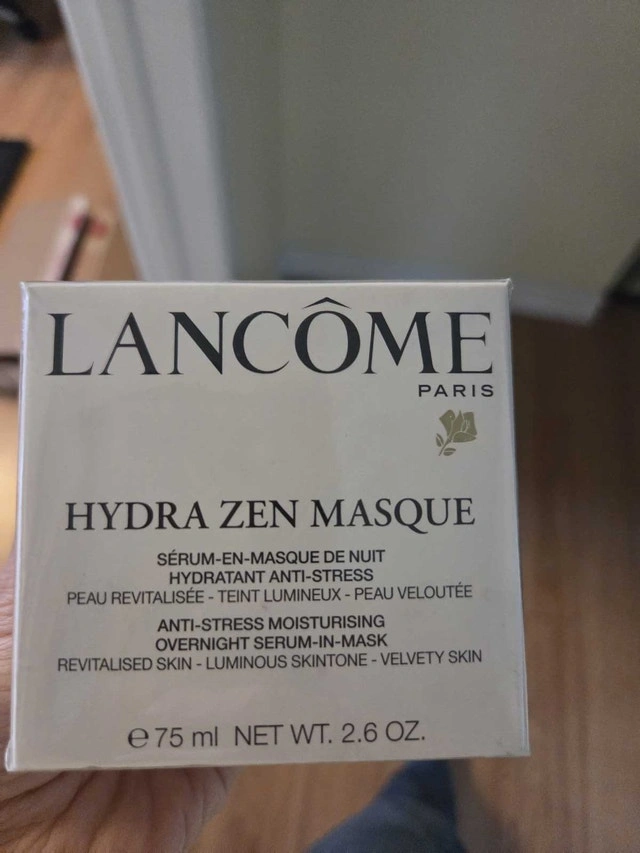 LANCÔME
PARIS
HYDRA ZEN MASQUE
SÉRUM-EN-MASQUE DE NUIT
HYDRATANT ANTI-STRESS
PEAU REVITALISÉE - TEINT LUMINEUX - PEAU VELOUTÉE
ANTI-STRESS MOISTURISING
OVERNIGHT SERUM-IN-MASK
REVITALISED SKIN - LUMINOUS SKINTONE - VELVETY SKIN
℮ 75 ml NET WT. 2.6 OZ.